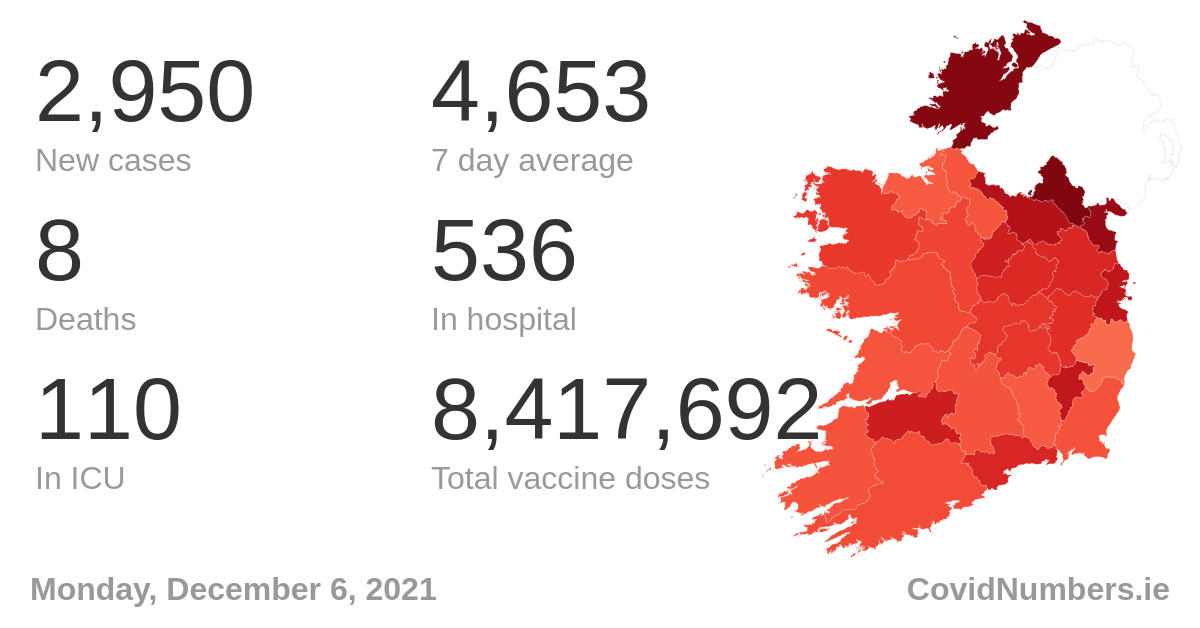 2,950 4,653
New cases 7 day average
8 536
Deaths In hospital
110 8,417,692
In ICU Total vaccine doses
Monday, December 6, 2021 CovidNumbers.ie